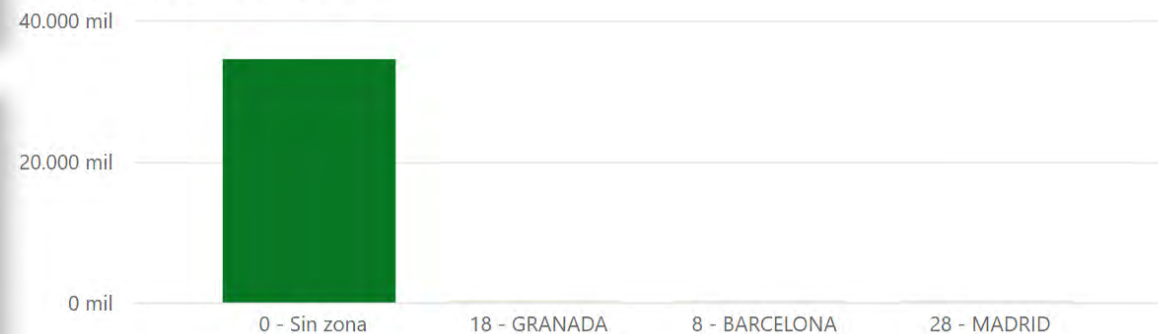 40.000 mil
20.000 mil
0 mil
0 - Sin zona
18 - GRANADA
8 - BARCELONA
28 - MADRID